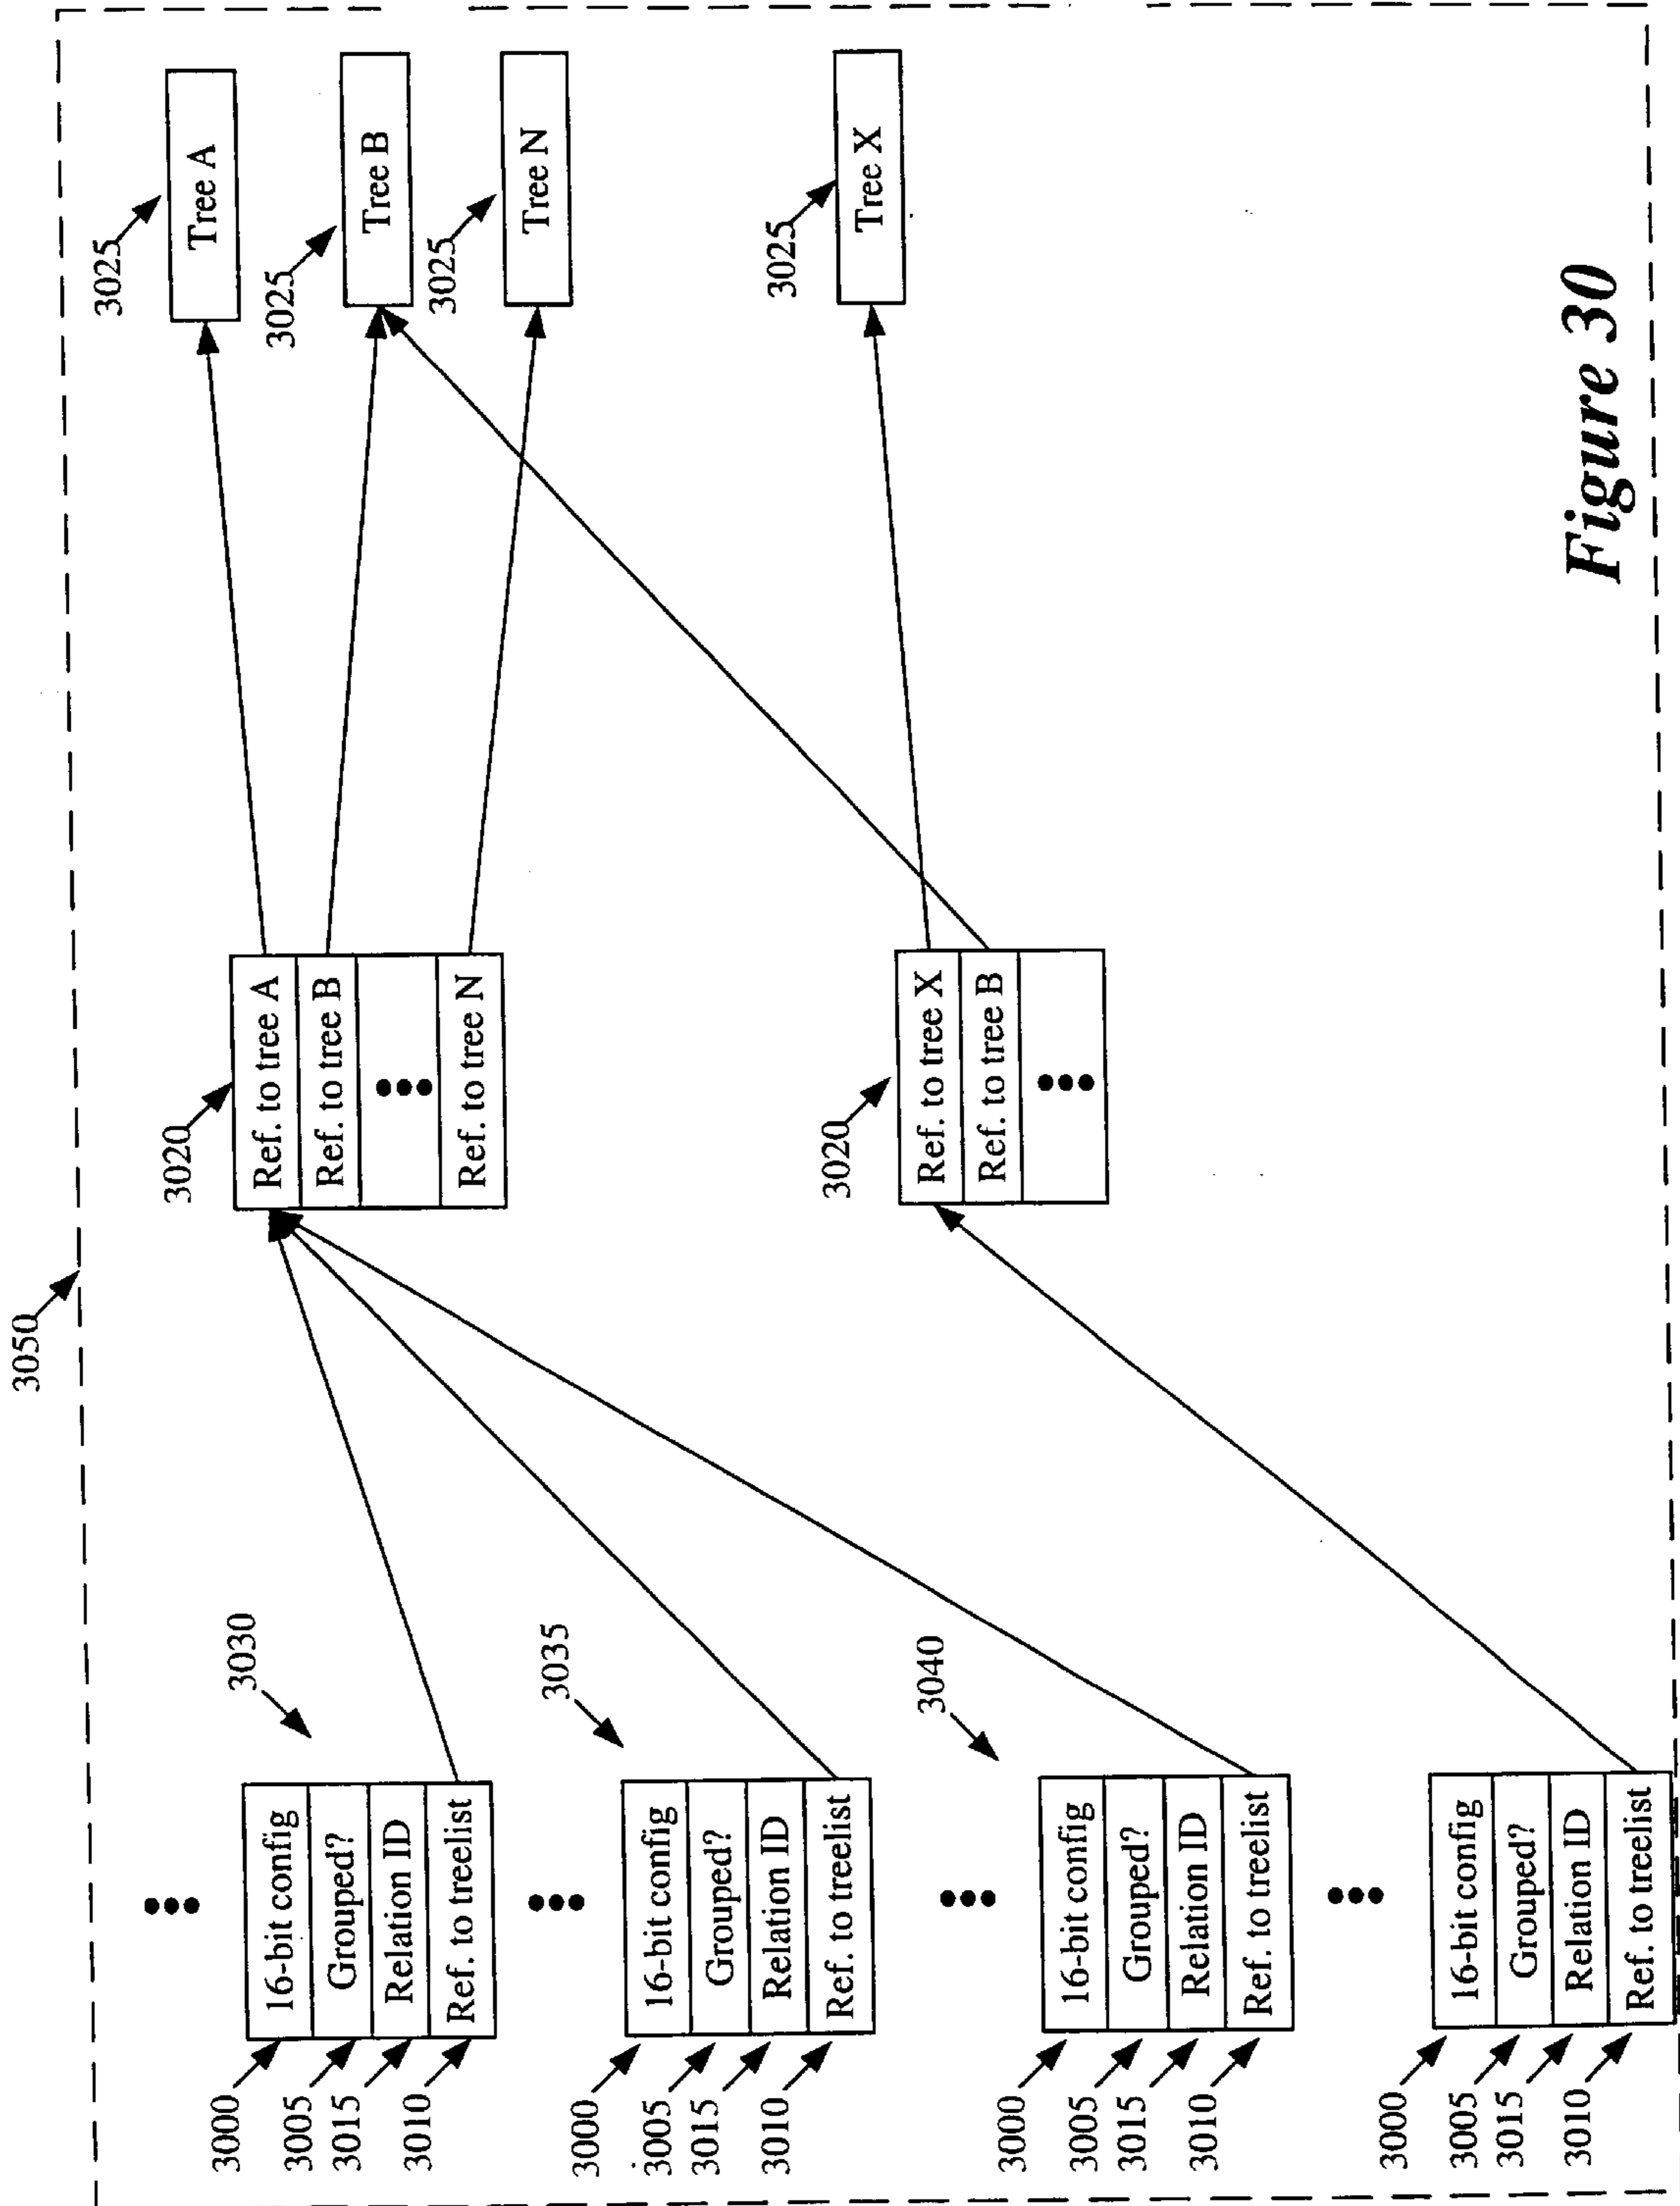 3050
3030
3000
16-bit config
3005
Grouped?
3015
Relation ID
3010
Ref. to treelist
3035
3000
16-bit config
3005
Grouped?
3015
Relation ID
3010
Ref. to treelist
3040
3000
16-bit config
3005
Grouped?
3015
Relation ID
3010
Ref. to treelist
3000
16-bit config
3005
Grouped?
3015
Relation ID
3010
Ref. to treelist
3020
Ref. to tree A
Ref. to tree B
Ref. to tree N
3020
Ref. to tree X
Ref. to tree B
3025
Tree A
3025
Tree B
3025
Tree N
3025
Tree X
Figure 30